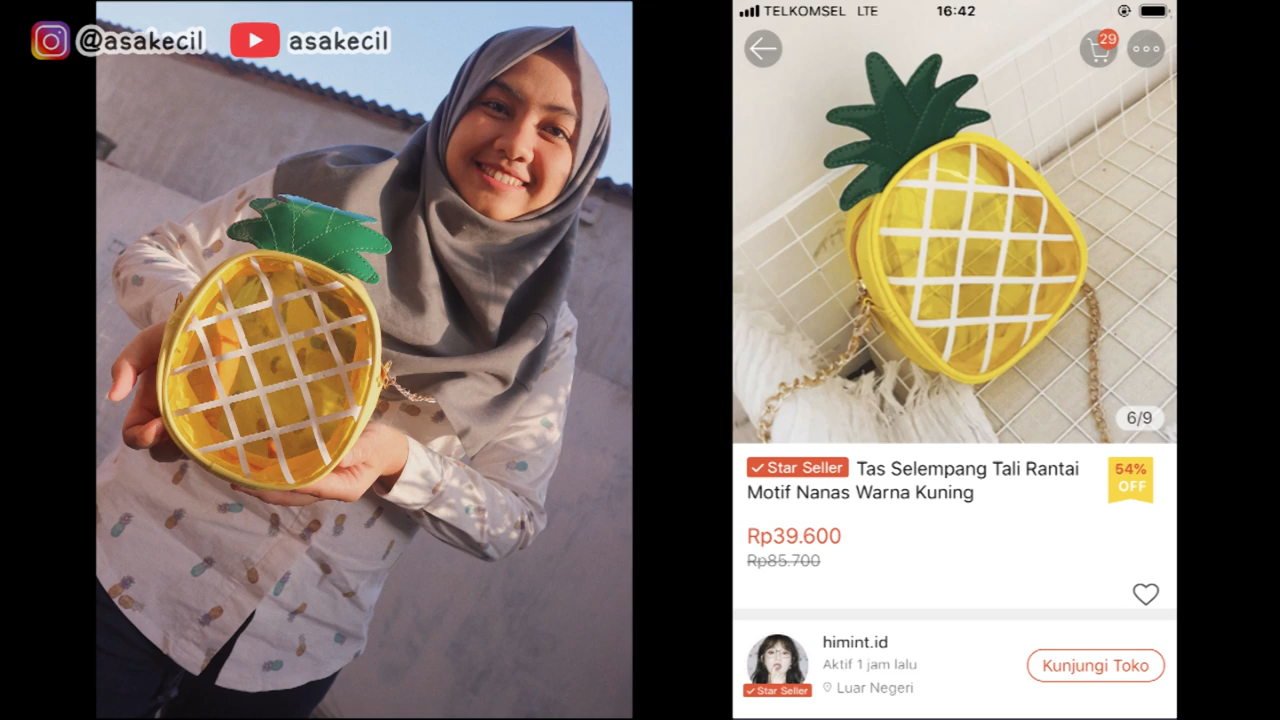 @asakecil
asakecil
TELKOMSEL LTE
16:42
29
6/9
Star Seller Tas Selempang Tali Rantai
Motif Nanas Warna Kuning
54%
OFF
Rp39.600
Rp85.700
himint.id
Aktif 1 jam lalu
Luar Negeri
Star Seller
Kunjungi Toko